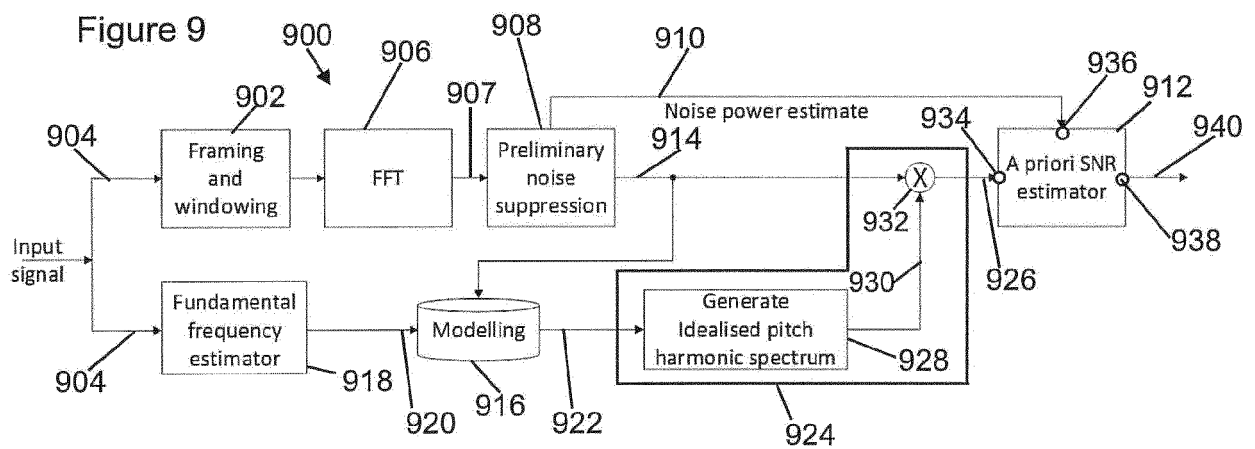 Figure 9
900
902
904
906
907
908
910
Noise power estimate
914
934
936
912
940
Framing
and
windowing
FFT
Preliminary
noise
suppression
X
932
A priori SNR
estimator
938
926
Input
signal
930
904
Fundamental
frequency
estimator
918
920
Modelling
916
922
Generate
Idealised pitch
harmonic spectrum
928
924